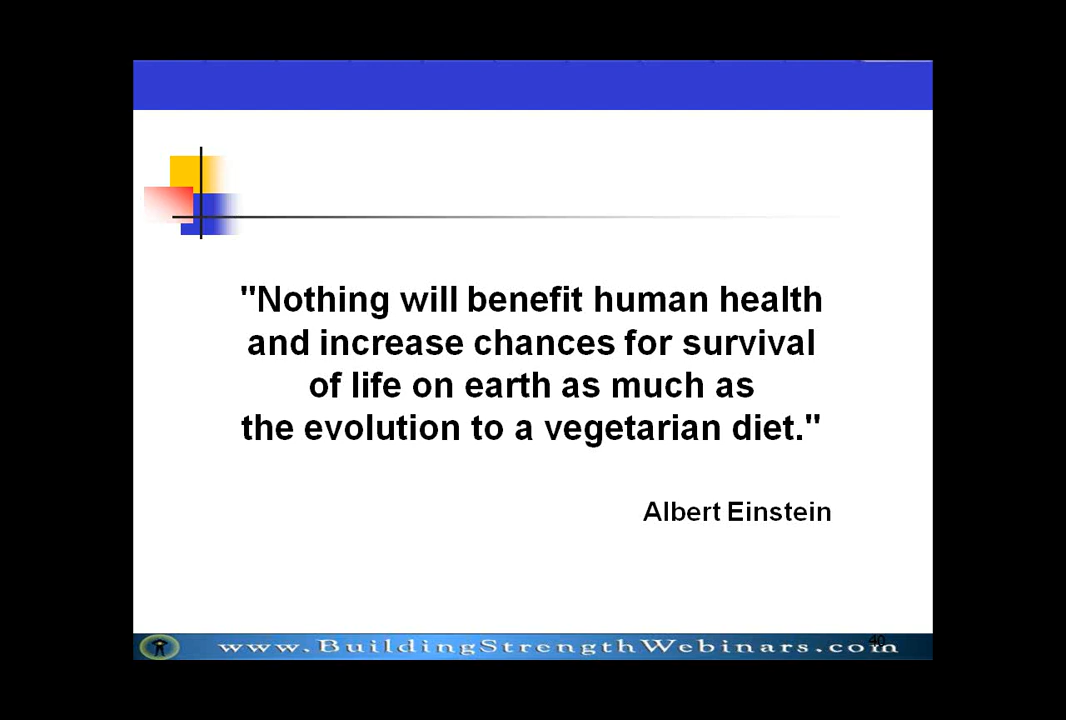 "Nothing will benefit human health
and increase chances for survival
of life on earth as much as
the evolution to a vegetarian diet."
Albert Einstein
40
www.BuildingStrengthWebinars.com